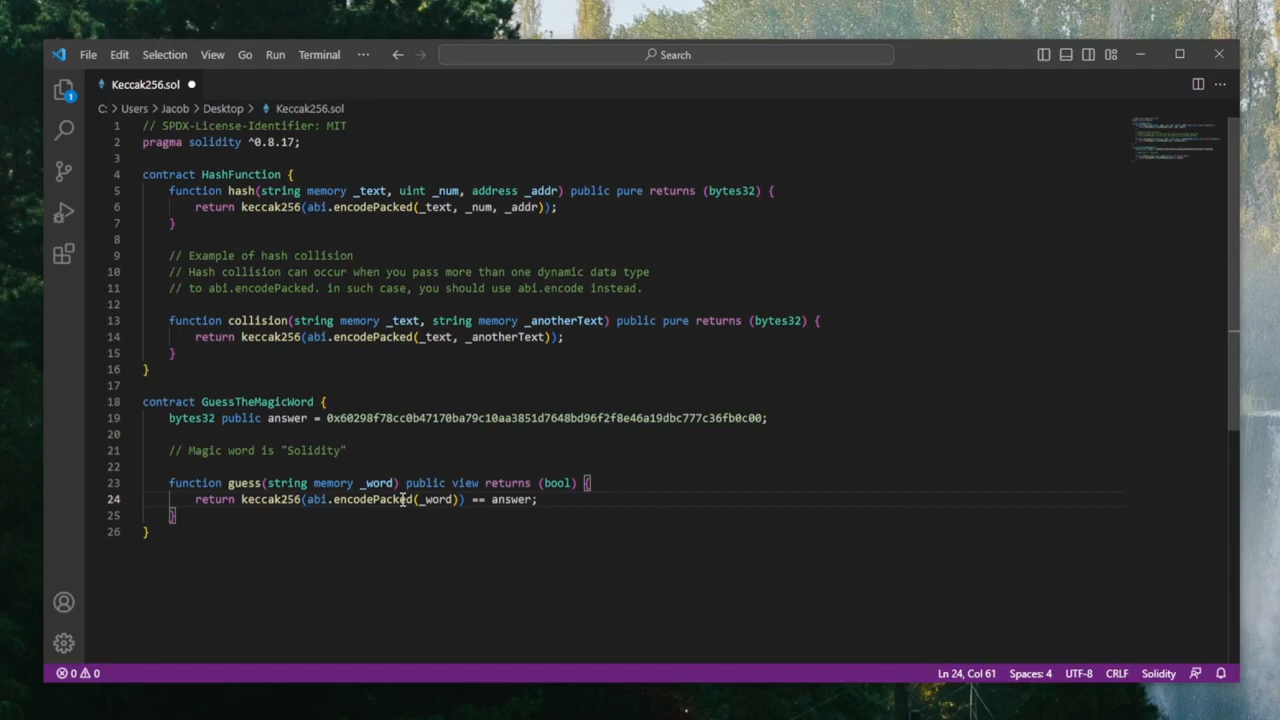 File Edit Selection View Go Run Terminal ··· Search
Keccak256.sol
C: > Users > Jacob > Desktop > Keccak256.sol
1 // SPDX-License-Identifier: MIT
2 pragma solidity ^0.8.17;
3
4 contract HashFunction {
5 function hash(string memory _text, uint _num, address _addr) public pure returns (bytes32) {
6 return keccak256(abi.encodePacked(_text, _num, _addr));
7 }
8
9 // Example of hash collision
10 // Hash collision can occur when you pass more than one dynamic data type
11 // to abi.encodePacked. in such case, you should use abi.encode instead.
12
13 function collision(string memory _text, string memory _anotherText) public pure returns (bytes32) {
14 return keccak256(abi.encodePacked(_text, _anotherText));
15 }
16 }
17
18 contract GuessTheMagicWord {
19 bytes32 public answer = 0x60298f78cc0b47170ba79c10aa3851d7648bd96f2f8e46a19dbc777c36fb0c00;
20
21 // Magic word is "Solidity"
22
23 function guess(string memory _word) public view returns (bool) {
24 return keccak256(abi.encodePacked(_word)) == answer;
25 }
26 }
1
0 0 Ln 24, Col 61 Spaces: 4 UTF-8 CRLF Solidity